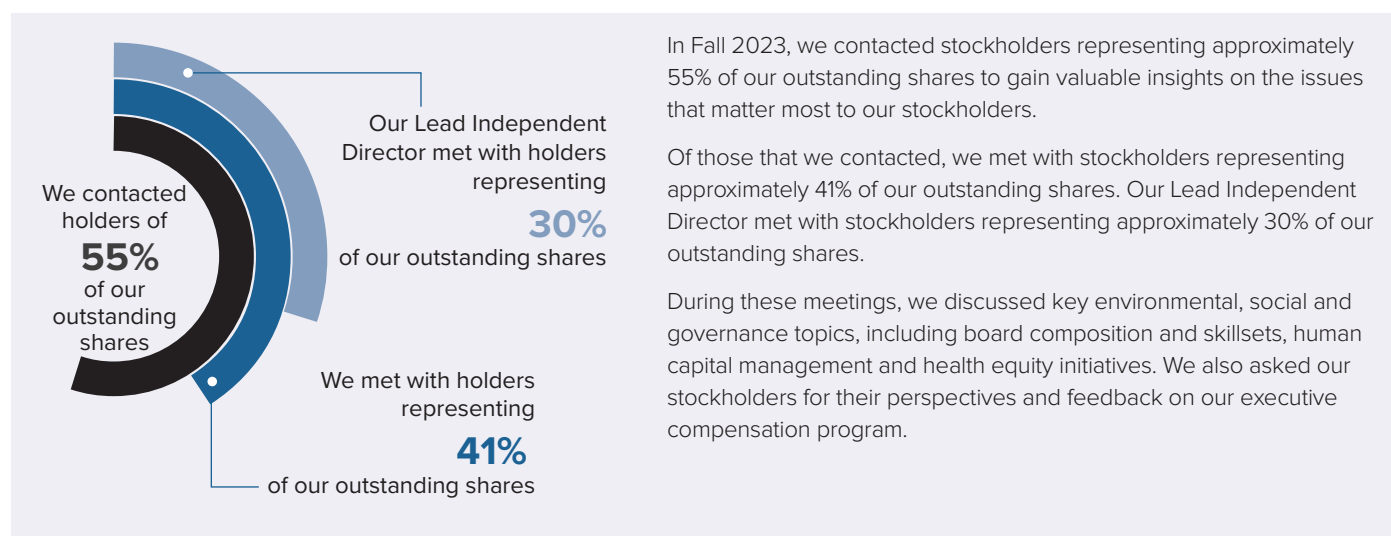 We contacted
holders of
55%
of our
outstanding
shares
Our Lead Independent
Director met with holders
representing
30%
of our outstanding shares
We met with holders
representing
41%
of our outstanding shares
In Fall 2023, we contacted stockholders representing approximately
55% of our outstanding shares to gain valuable insights on the issues
that matter most to our stockholders.
Of those that we contacted, we met with stockholders representing
approximately 41% of our outstanding shares. Our Lead Independent
Director met with stockholders representing approximately 30% of our
outstanding shares.
During these meetings, we discussed key environmental, social and
governance topics, including board composition and skillsets, human
capital management and health equity initiatives. We also asked our
stockholders for their perspectives and feedback on our executive
compensation program.